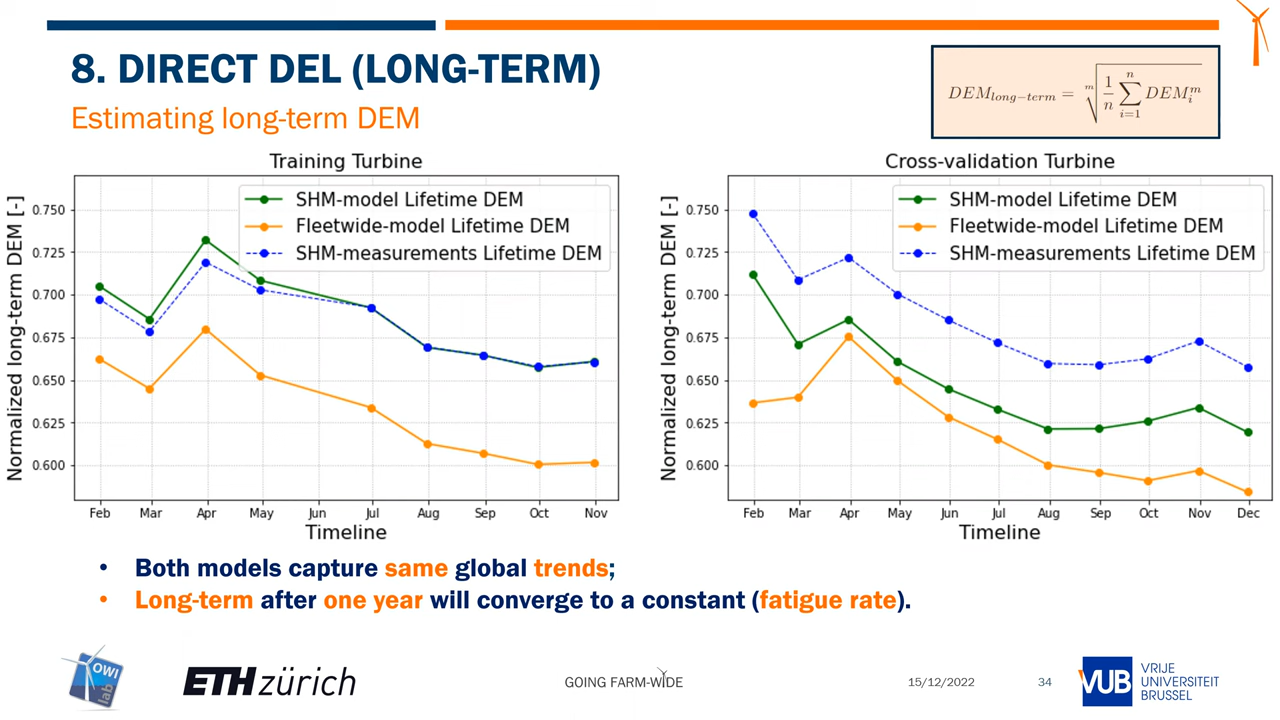 8. DIRECT DEL (LONG-TERM)
Estimating long-term DEM
DEM_{long-term} = \sqrt[m]{\frac{1}{n} \sum_{i=1}^{n} DEM_i^m}
Training Turbine
Normalized long-term DEM [-]
0.750
0.725
0.700
0.675
0.650
0.625
0.600
SHM-model Lifetime DEM
Fleetwide-model Lifetime DEM
SHM-measurements Lifetime DEM
Feb Mar Apr May Jun Jul Aug Sep Oct Nov
Timeline
Cross-validation Turbine
Normalized long-term DEM [-]
0.750
0.725
0.700
0.675
0.650
0.625
0.600
SHM-model Lifetime DEM
Fleetwide-model Lifetime DEM
SHM-measurements Lifetime DEM
Feb Mar Apr May Jun Jul Aug Sep Oct Nov Dec
Timeline
• Both models capture same global trends;
• Long-term after one year will converge to a constant (fatigue rate).
OWI
lab
ETH zürich
GOING FARM-WIDE
15/12/2022
34
VUB
VRIJE
UNIVERSITEIT
BRUSSEL